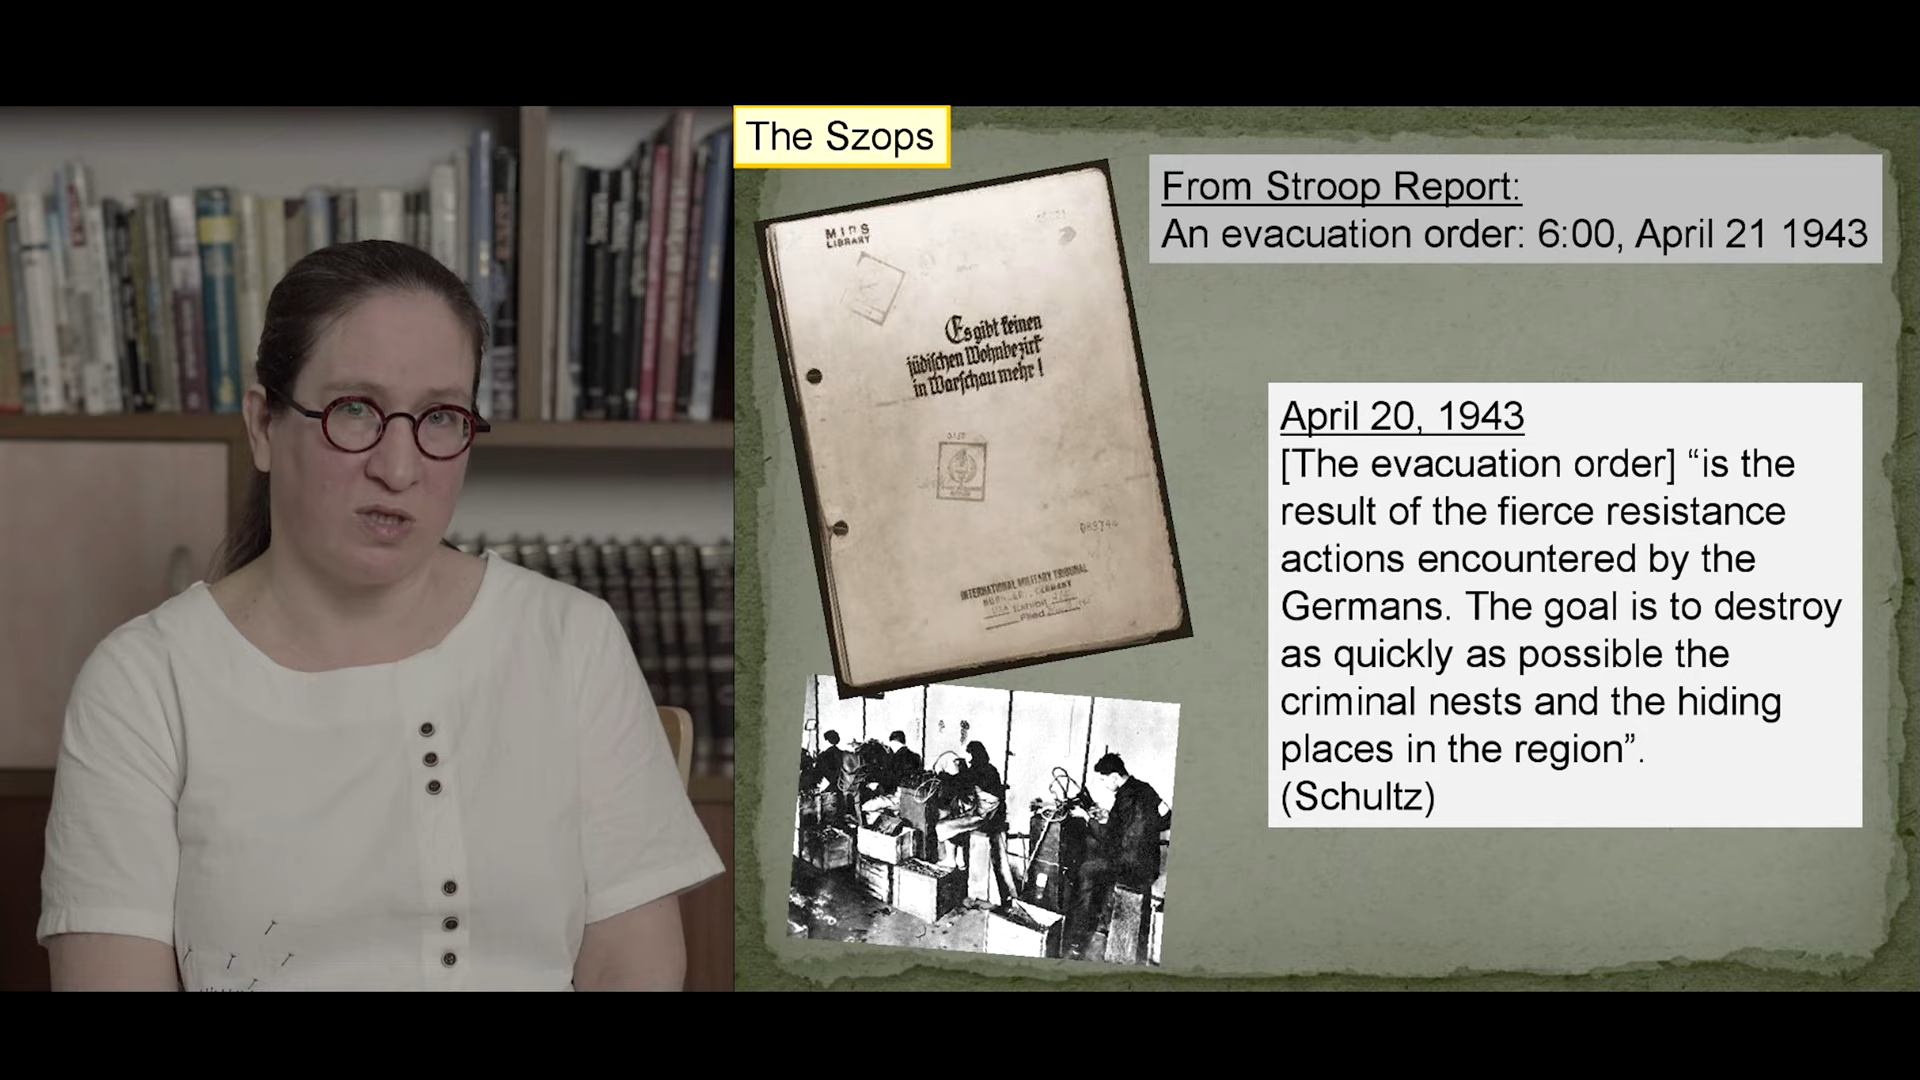 The Szops
From Stroop Report:
An evacuation order: 6:00, April 21 1943
MIRS
LIBRARY
Es gibt keinen
jüdischen Wohnbezirk
in Warschau mehr!
INTERNATIONAL MILITARY TRIBUNAL
Filed
April 20, 1943
[The evacuation order] “is the
result of the fierce resistance
actions encountered by the
Germans. The goal is to destroy
as quickly as possible the
criminal nests and the hiding
places in the region”.
(Schultz)